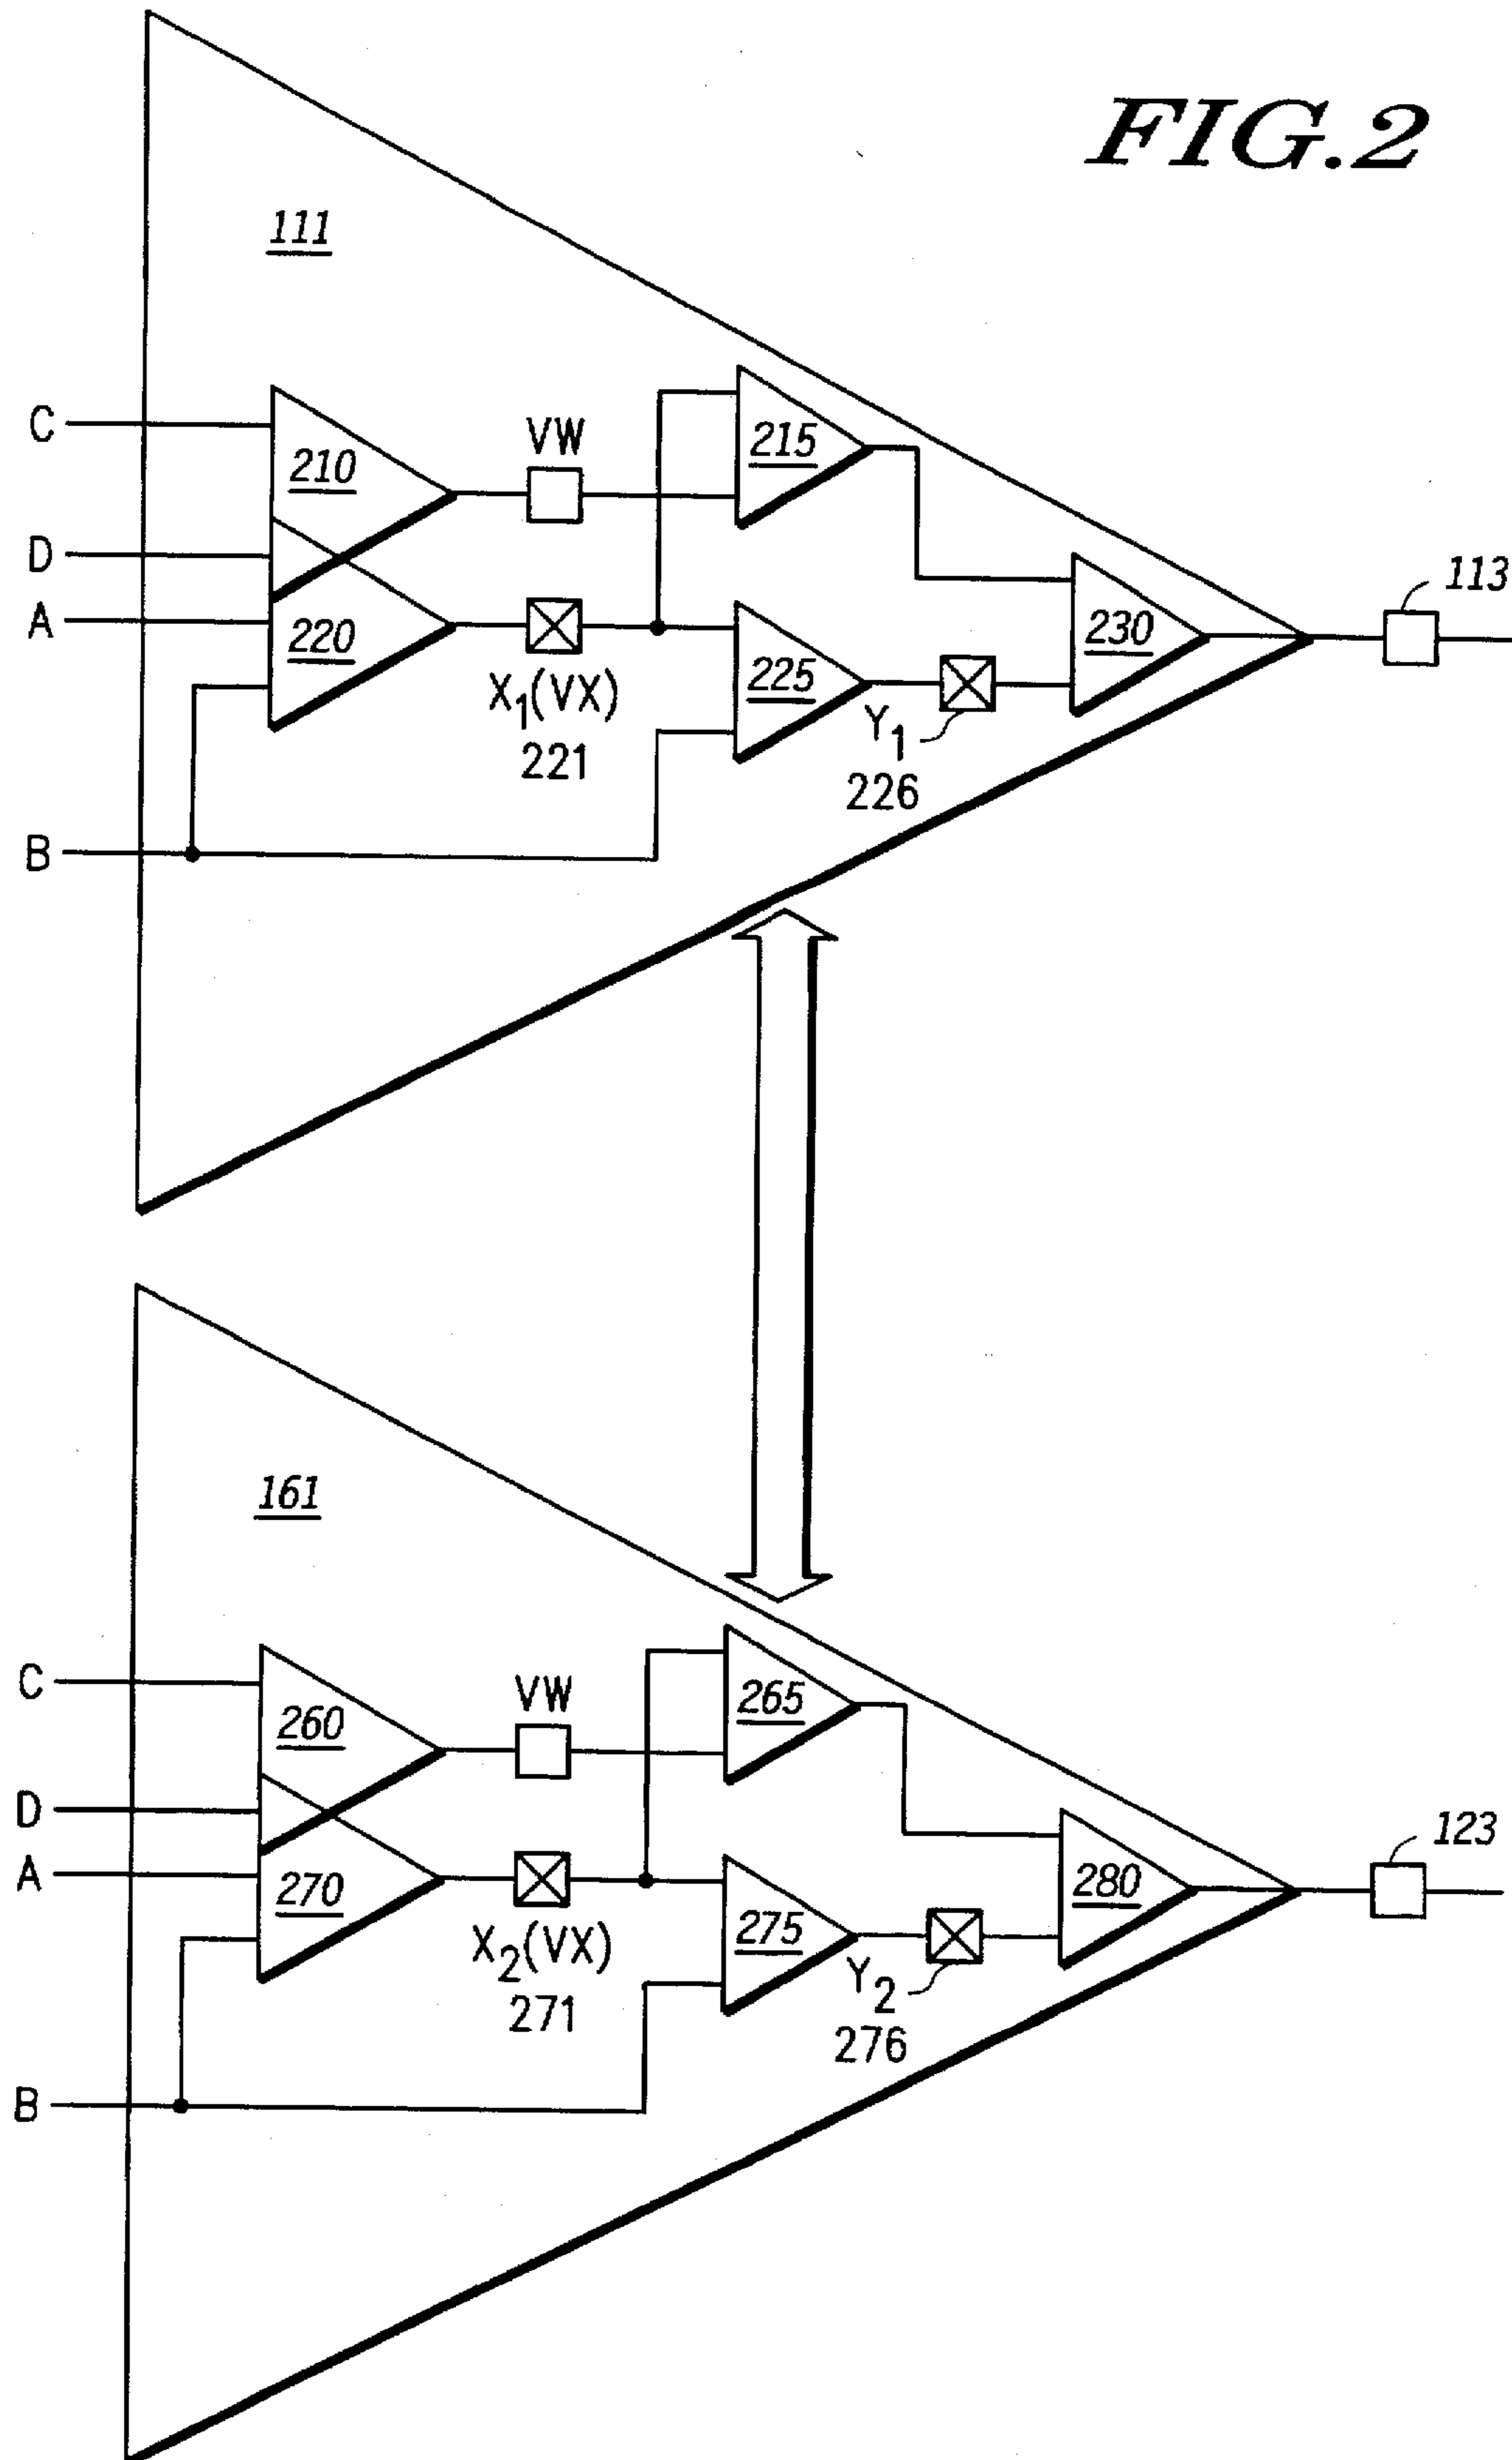 FIG.2
111
C
VW
215
210
113
D
A
220
230
X₁(VX)
221
225
Y₁
226
B
161
C
VW
265
260
123
D
A
270
280
X₂(VX)
271
275
Y₂
276
B